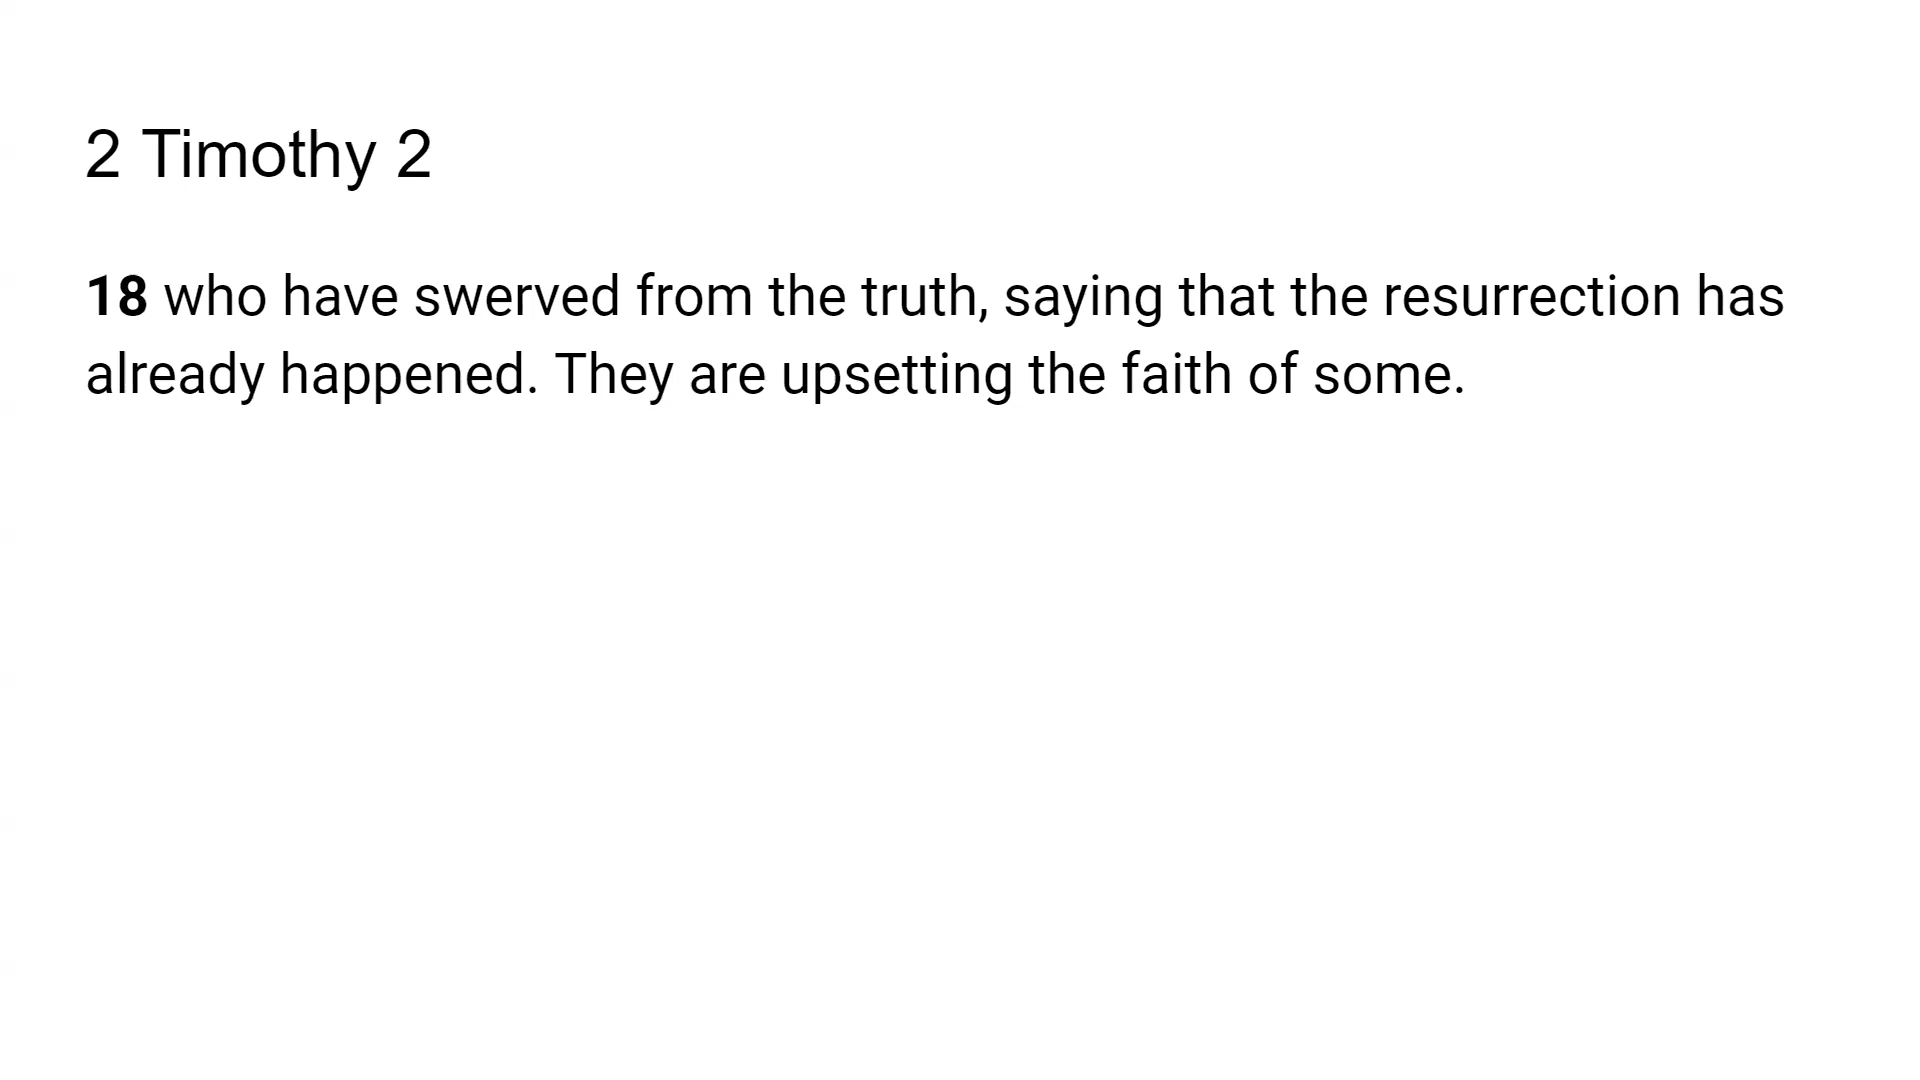 2 Timothy 2
18 who have swerved from the truth, saying that the resurrection has
already happened. They are upsetting the faith of some.